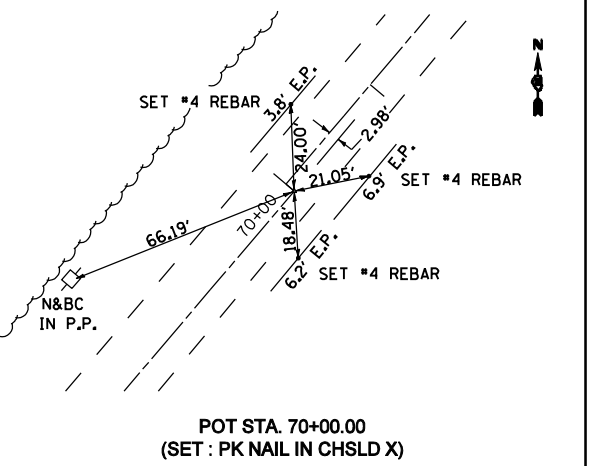 N
3.8' E.P.
SET #4 REBAR
2.98'
24.00'
21.05'
6.9' E.P.
SET #4 REBAR
70+00
66.19'
18.48'
6.2' E.P.
SET #4 REBAR
N&BC
IN P.P.
POT STA. 70+00.00
(SET : PK NAIL IN CHSLD X)